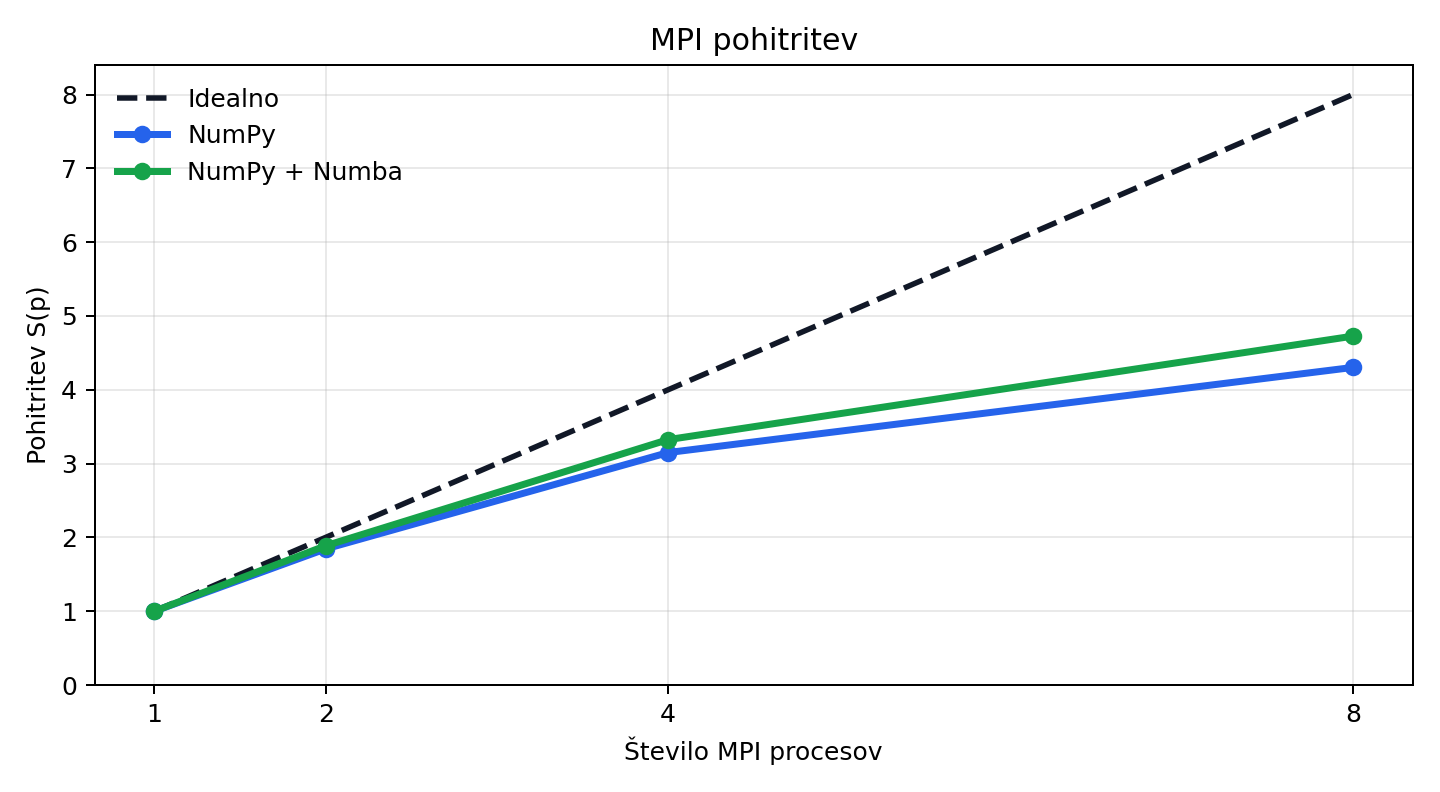 MPI pohitritev
Idealno
NumPy
NumPy + Numba
Pohitritev S(p)
8
7
6
5
4
3
2
1
0
1 2 4 8
Število MPI procesov